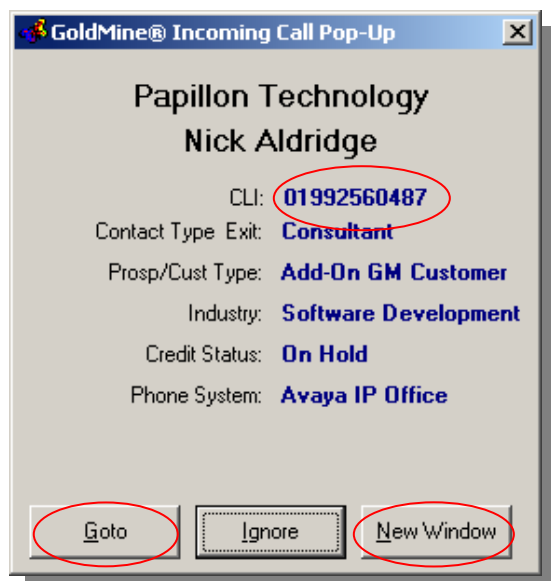 GoldMine® Incoming Call Pop-Up
Papillon Technology
Nick Aldridge
CLI: 01992560487
Contact Type Exit: Consultant
Prosp/Cust Type: Add-On GM Customer
Industry: Software Development
Credit Status: On Hold
Phone System: Avaya IP Office
Goto Ignore New Window